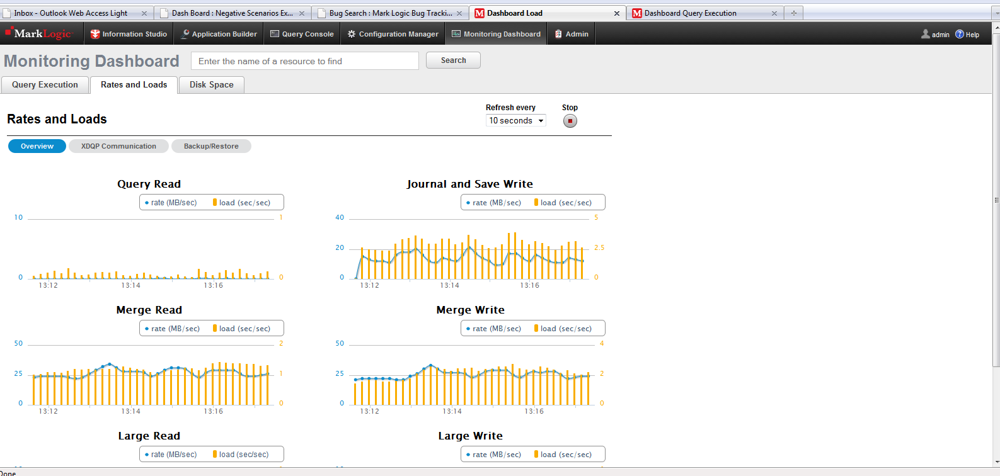 Inbox - Outlook Web Access Light Dash Board : Negative Scenarios Ex... Bug Search : Mark Logic Bug Tracki... M Dashboard Load M Dashboard Query Execution
MarkLogic Information Studio Application Builder Query Console Configuration Manager Monitoring Dashboard Admin admin ? Help
Monitoring Dashboard Enter the name of a resource to find Search
Query Execution Rates and Loads Disk Space
Refresh every Stop
Rates and Loads 10 seconds
Overview XDQP Communication Backup/Restore
Query Read
rate (MB/sec) load (sec/sec)
10 1
0 0
13:12 13:14 13:16
Journal and Save Write
rate (MB/sec) load (sec/sec)
40 5
20 2.5
0 0
13:12 13:14 13:16
Merge Read
rate (MB/sec) load (sec/sec)
50 2
25 1
0 0
13:12 13:14 13:16
Merge Write
rate (MB/sec) load (sec/sec)
50 4
25 2
0 0
13:12 13:14 13:16
Large Read
rate (MB/sec) load (sec/sec)
Large Write
rate (MB/sec) load (sec/sec)
Done